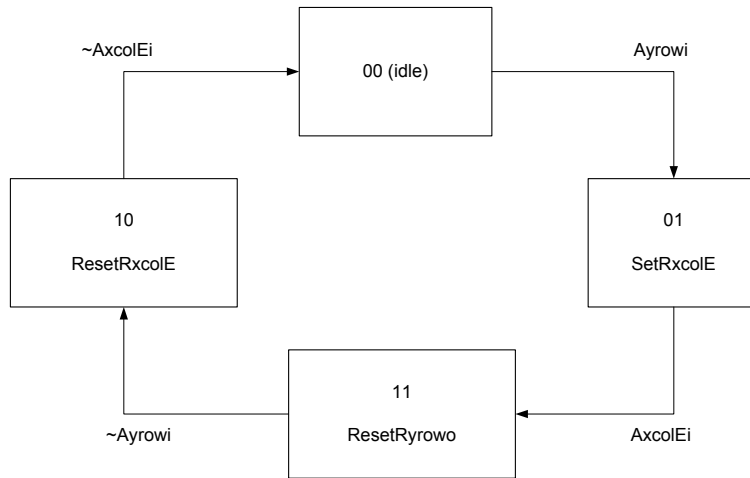 ~AxcolEi
Ayrowi
00 (idle)
10
ResetRxcolE
01
SetRxcolE
11
ResetRyrowo
~Ayrowi
AxcolEi